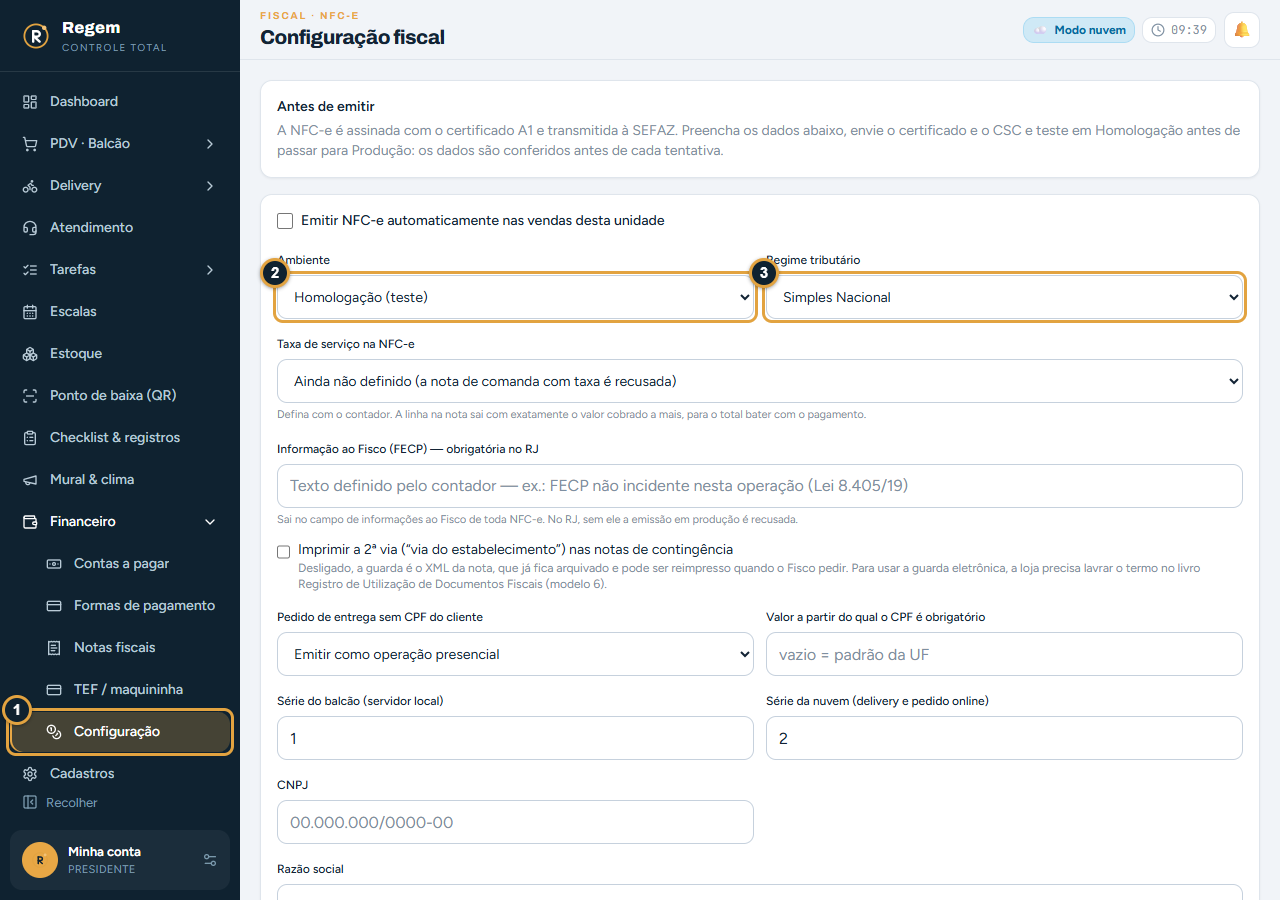 Regem
CONTROLE TOTAL
Dashboard
PDV · Balcão
Delivery
Atendimento
Tarefas
Escalas
Estoque
Ponto de baixa (QR)
Checklist & registros
Mural & clima
Financeiro
Contas a pagar
Formas de pagamento
Notas fiscais
TEF / maquininha
1
Configuração
Cadastros
Recolher
R
Minha conta
PRESIDENTE
FISCAL · NFC-E
Configuração fiscal
Modo nuvem
09:39
Antes de emitir
A NFC-e é assinada com o certificado A1 e transmitida à SEFAZ. Preencha os dados abaixo, envie o certificado e o CSC e teste em Homologação antes de
passar para Produção: os dados são conferidos antes de cada tentativa.
Emitir NFC-e automaticamente nas vendas desta unidade
Ambiente
2
Homologação (teste)
Regime tributário
3
Simples Nacional
Taxa de serviço na NFC-e
Ainda não definido (a nota de comanda com taxa é recusada)
Defina com o contador. A linha na nota sai com exatamente o valor cobrado a mais, para o total bater com o pagamento.
Informação ao Fisco (FECP) — obrigatória no RJ
Texto definido pelo contador — ex.: FECP não incidente nesta operação (Lei 8.405/19)
Sai no campo de informações ao Fisco de toda NFC-e. No RJ, sem ele a emissão em produção é recusada.
Imprimir a 2ª via (“via do estabelecimento”) nas notas de contingência
Desligado, a guarda é o XML da nota, que já fica arquivado e pode ser reimpresso quando o Fisco pedir. Para usar a guarda eletrônica, a loja precisa lavrar o termo no livro
Registro de Utilização de Documentos Fiscais (modelo 6).
Pedido de entrega sem CPF do cliente
Emitir como operação presencial
Valor a partir do qual o CPF é obrigatório
vazio = padrão da UF
Série do balcão (servidor local)
1
Série da nuvem (delivery e pedido online)
2
CNPJ
00.000.000/0000-00
Razão social